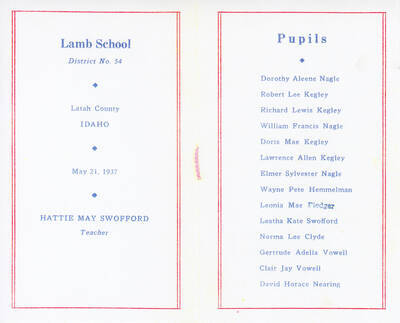 Lamb School
District No. 54
Latah County
IDAHO
May 21, 1937
HATTIE MAY SWOFFORD
Teacher
Pupils
Dorothy Aleene Nagle
Robert Lee Kegley
Richard Lewis Kegley
William Francis Nagle
Doris Mae Kegley
Lawrence Allen Kegley
Elmer Sylvester Nagle
Wayne Pete Hemmelman
Leonia Mae Fledger
Leatha Kate Swofford
Norma Lee Clyde
Gertrude Adelia Vowell
Clair Jay Vowell
David Horace Nearing